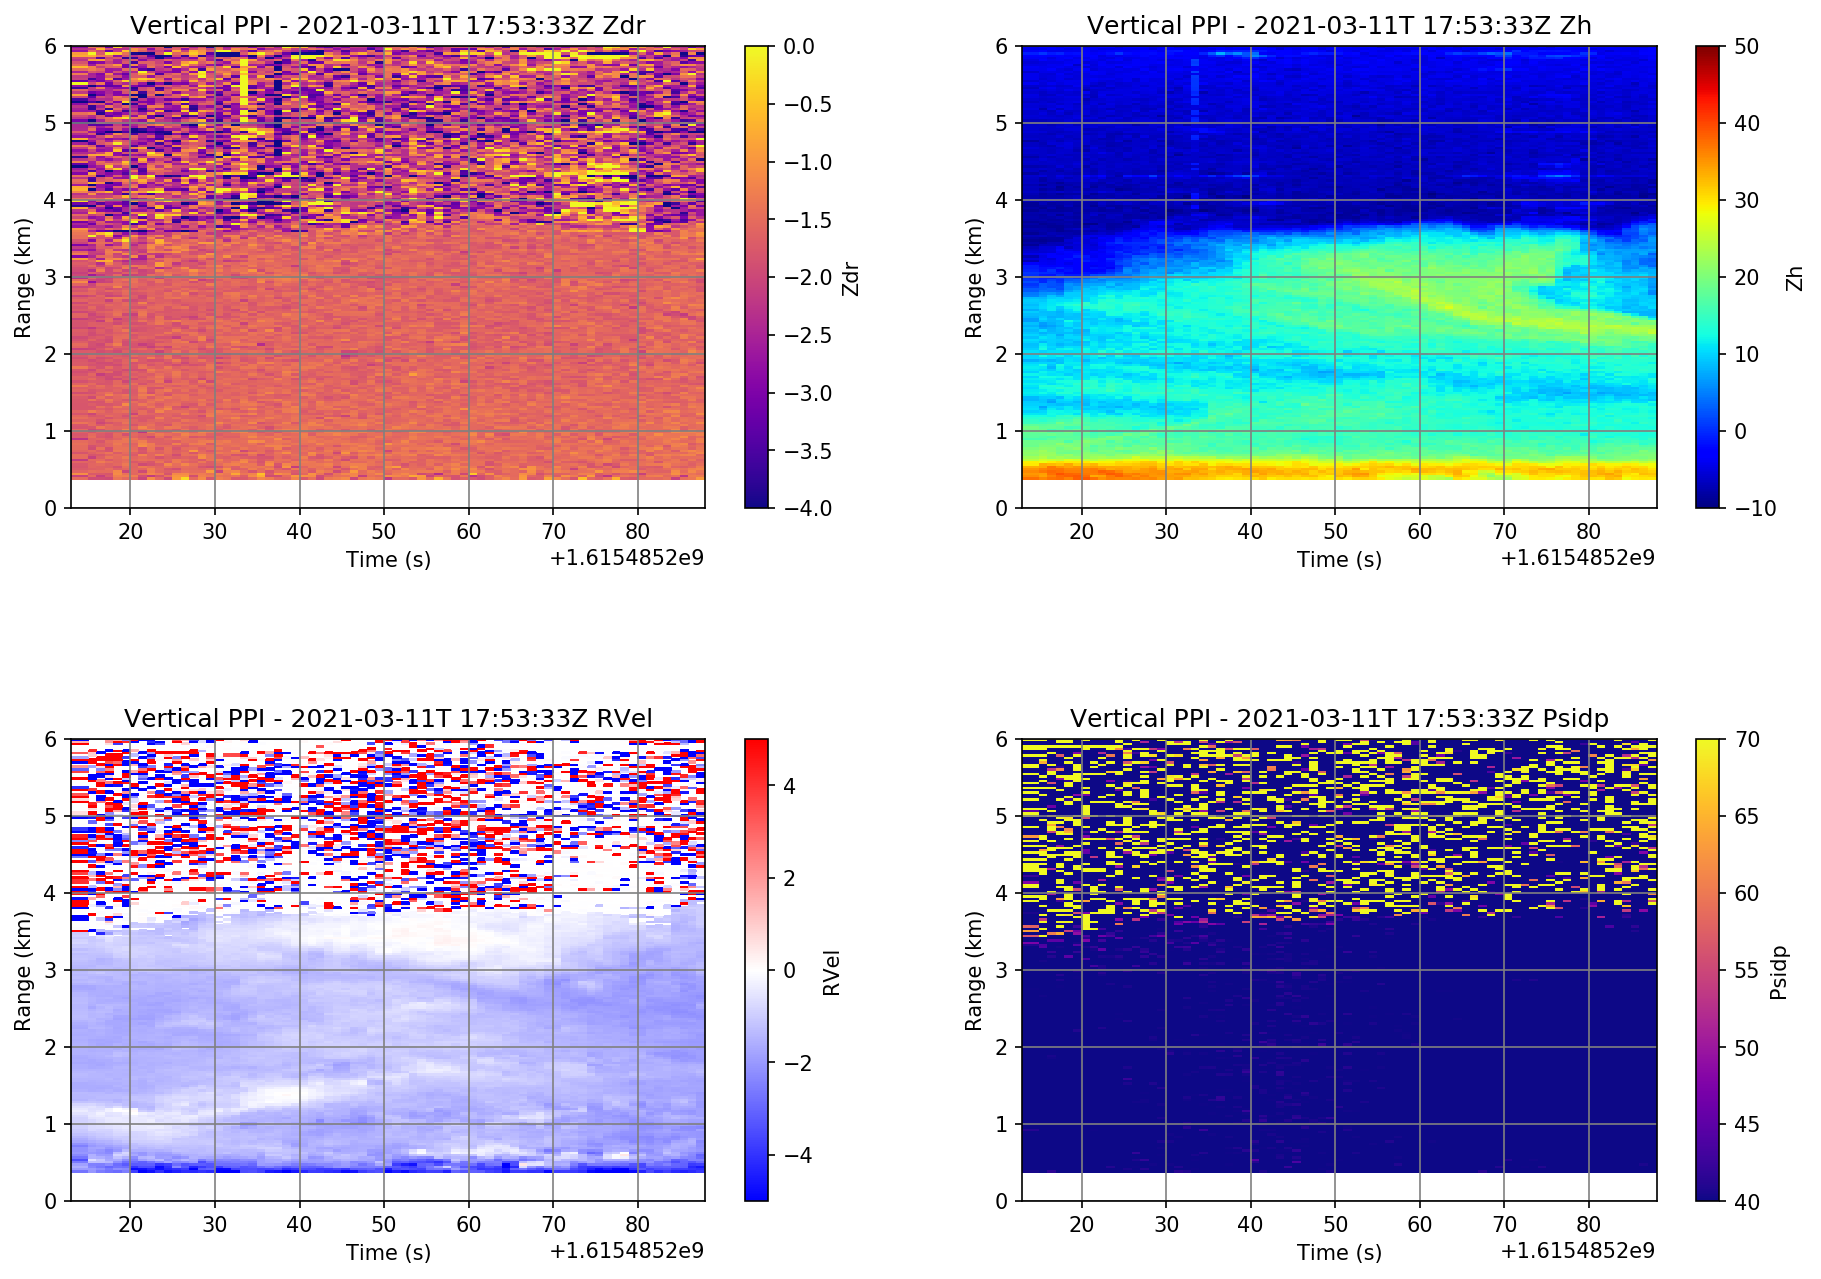 Vertical PPI - 2021-03-11T 17:53:33Z Zdr
6
5
4
3
2
1
0
Range (km)
20 30 40 50 60 70 80
Time (s)
+1.6154852e9
0.0
−0.5
−1.0
−1.5
−2.0
−2.5
−3.0
−3.5
−4.0
Zdr
Vertical PPI - 2021-03-11T 17:53:33Z Zh
6
5
4
3
2
1
0
Range (km)
20 30 40 50 60 70 80
Time (s)
+1.6154852e9
50
40
30
20
10
0
−10
Zh
Vertical PPI - 2021-03-11T 17:53:33Z RVel
6
5
4
3
2
1
0
Range (km)
20 30 40 50 60 70 80
Time (s)
+1.6154852e9
4
2
0
−2
−4
RVel
Vertical PPI - 2021-03-11T 17:53:33Z Psidp
6
5
4
3
2
1
0
Range (km)
20 30 40 50 60 70 80
Time (s)
+1.6154852e9
70
65
60
55
50
45
40
Psidp